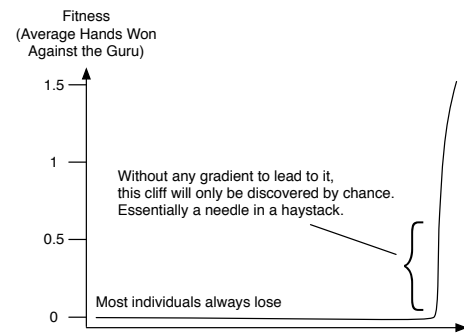 Fitness
(Average Hands Won
Against the Guru)
1.5
1
Without any gradient to lead to it,
this cliff will only be discovered by chance.
Essentially a needle in a haystack.
0.5
Most individuals always lose
0